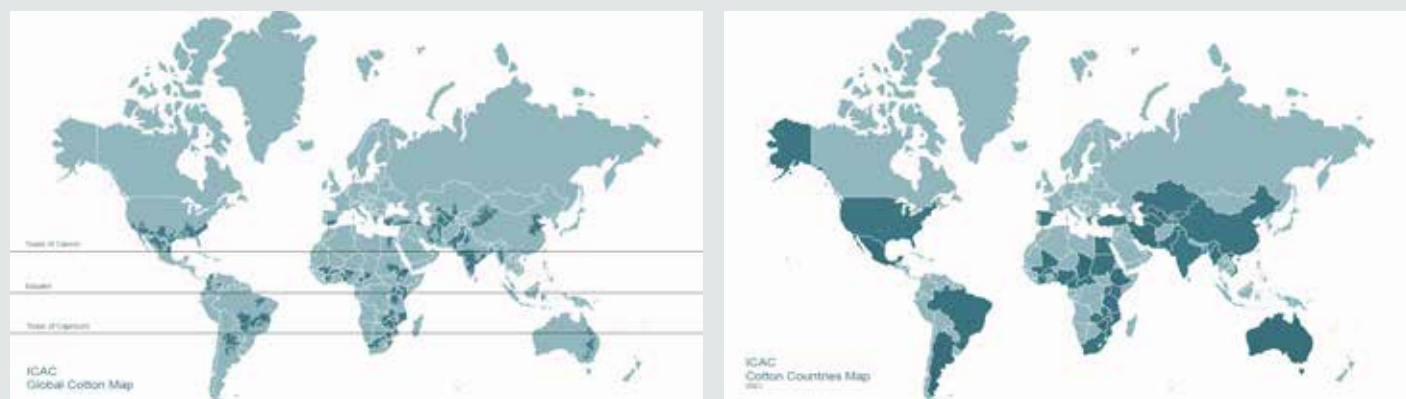 Tropic of Cancer
Equator
Tropic of Capricorn
ICAC
Global Cotton Map
ICAC
Cotton Countries Map